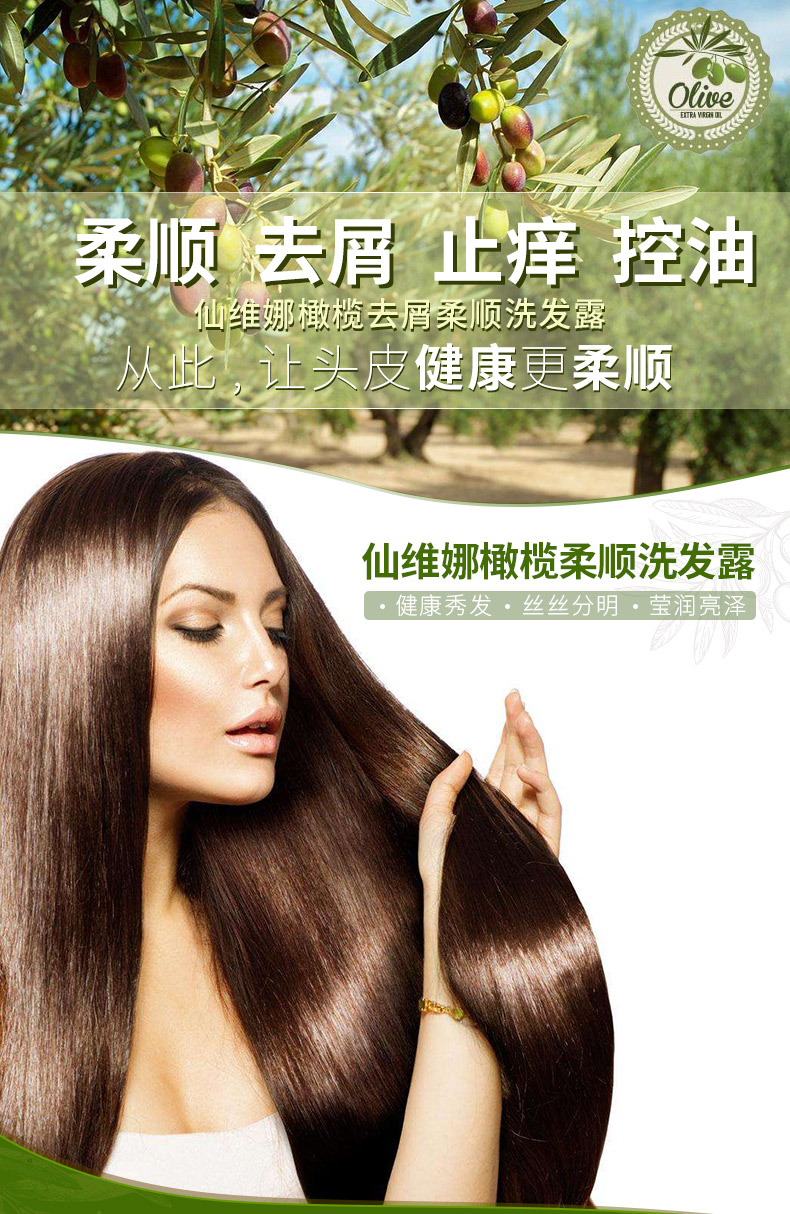 Olive
EXTRA VIRGIN OIL
柔顺 去屑 止痒 控油
仙维娜橄榄去屑柔顺洗发露
从此,让头皮健康更柔顺
仙维娜橄榄柔顺洗发露
·健康秀发·丝丝分明·莹润亮泽